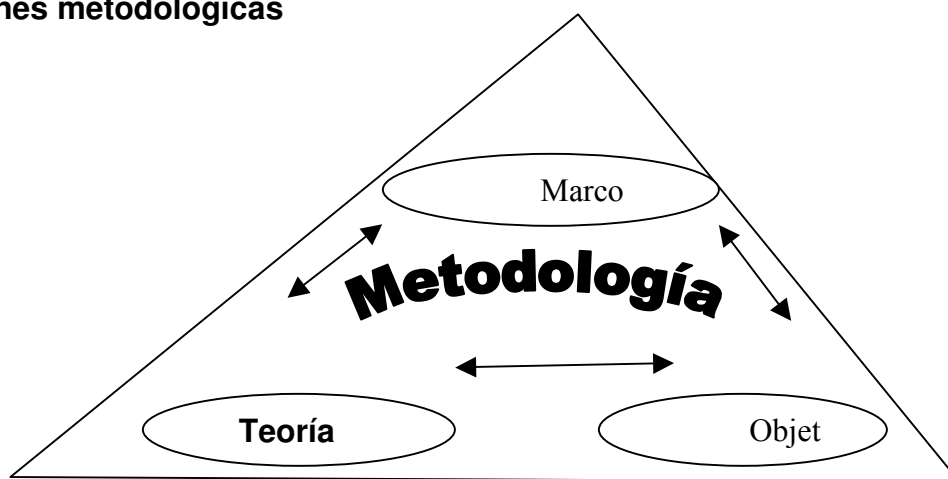 nes metodológicas
Marco
Metodología
Teoría
Objet